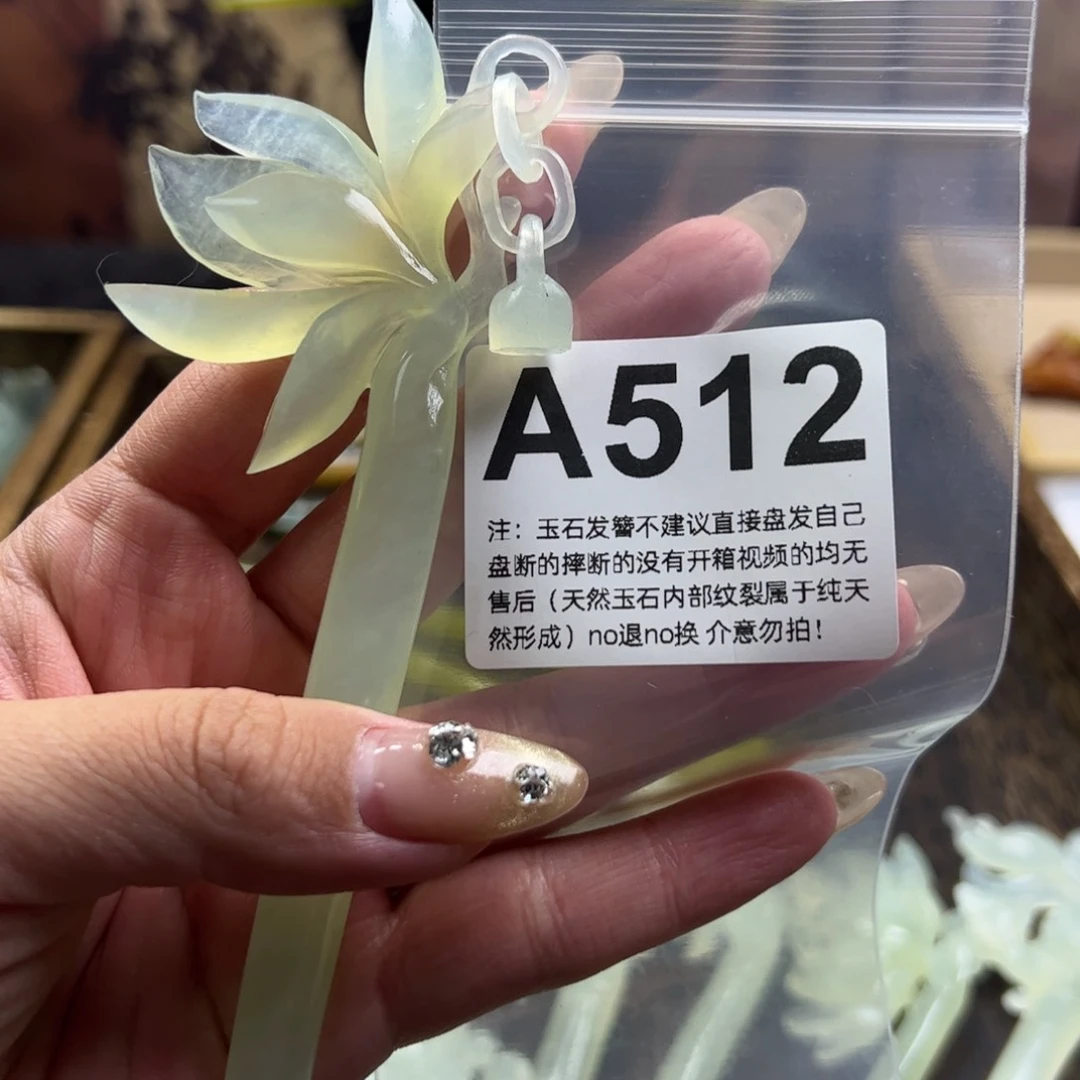 A512
注：玉石发簪不建议直接盘发自己
盘断的摔断的没有开箱视频的均无
售后（天然玉石内部纹裂属于纯天
然形成）no退no换 介意勿拍！